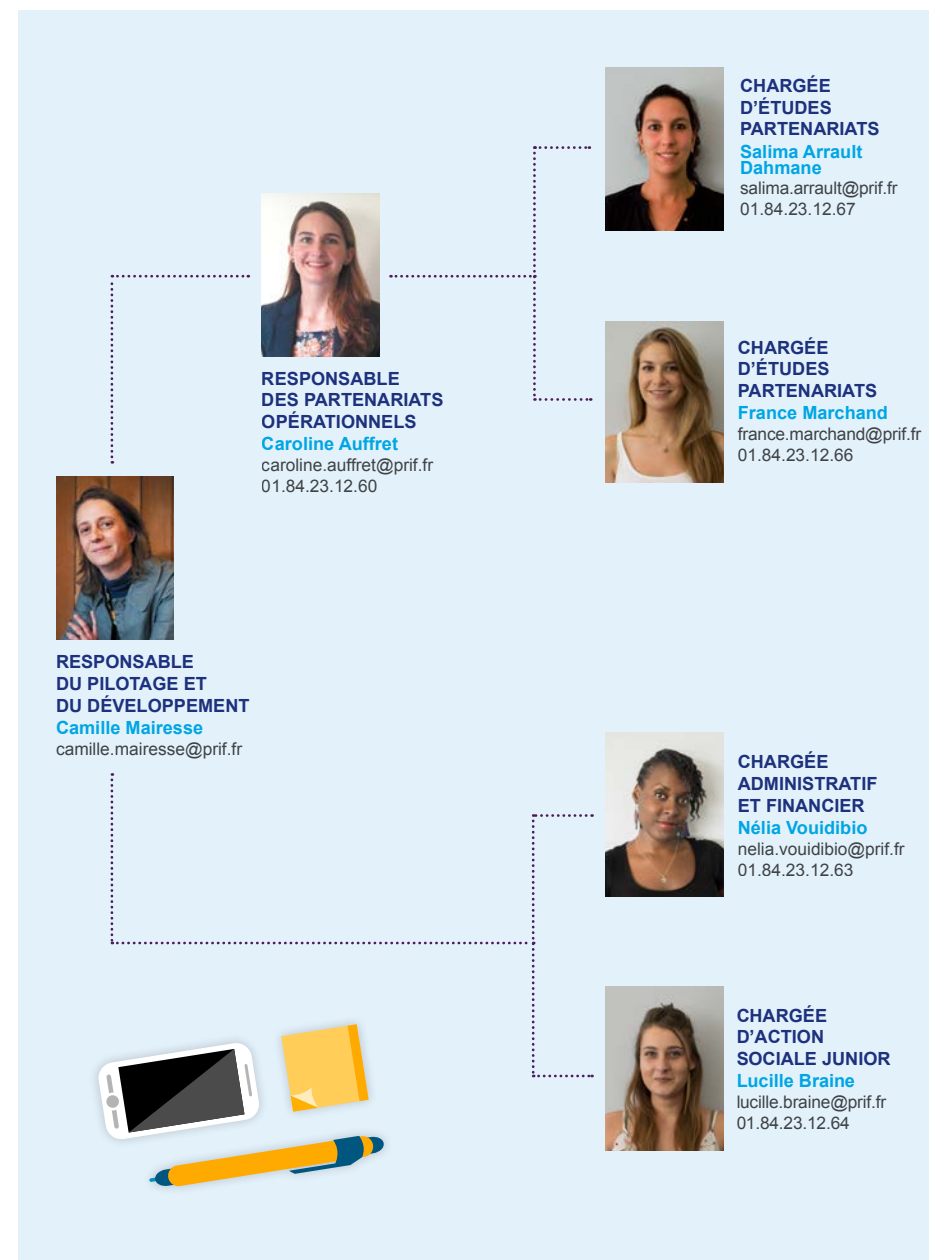 CHARGÉE
D'ÉTUDES
PARTENARIATS
Salima Arrault
Dahmane
salima.arrault@prif.fr
01.84.23.12.67
RESPONSABLE
DES PARTENARIATS
OPÉRATIONNELS
Caroline Auffret
caroline.auffret@prif.fr
01.84.23.12.60
CHARGÉE
D'ÉTUDES
PARTENARIATS
France Marchand
france.marchand@prif.fr
01.84.23.12.66
RESPONSABLE
DU PILOTAGE ET
DU DÉVELOPPEMENT
Camille Mairesse
camille.mairesse@prif.fr
CHARGÉE
ADMINISTRATIF
ET FINANCIER
Nélia Vouidibio
nelia.vouidibio@prif.fr
01.84.23.12.63
CHARGÉE
D'ACTION
SOCIALE JUNIOR
Lucille Braine
lucille.braine@prif.fr
01.84.23.12.64